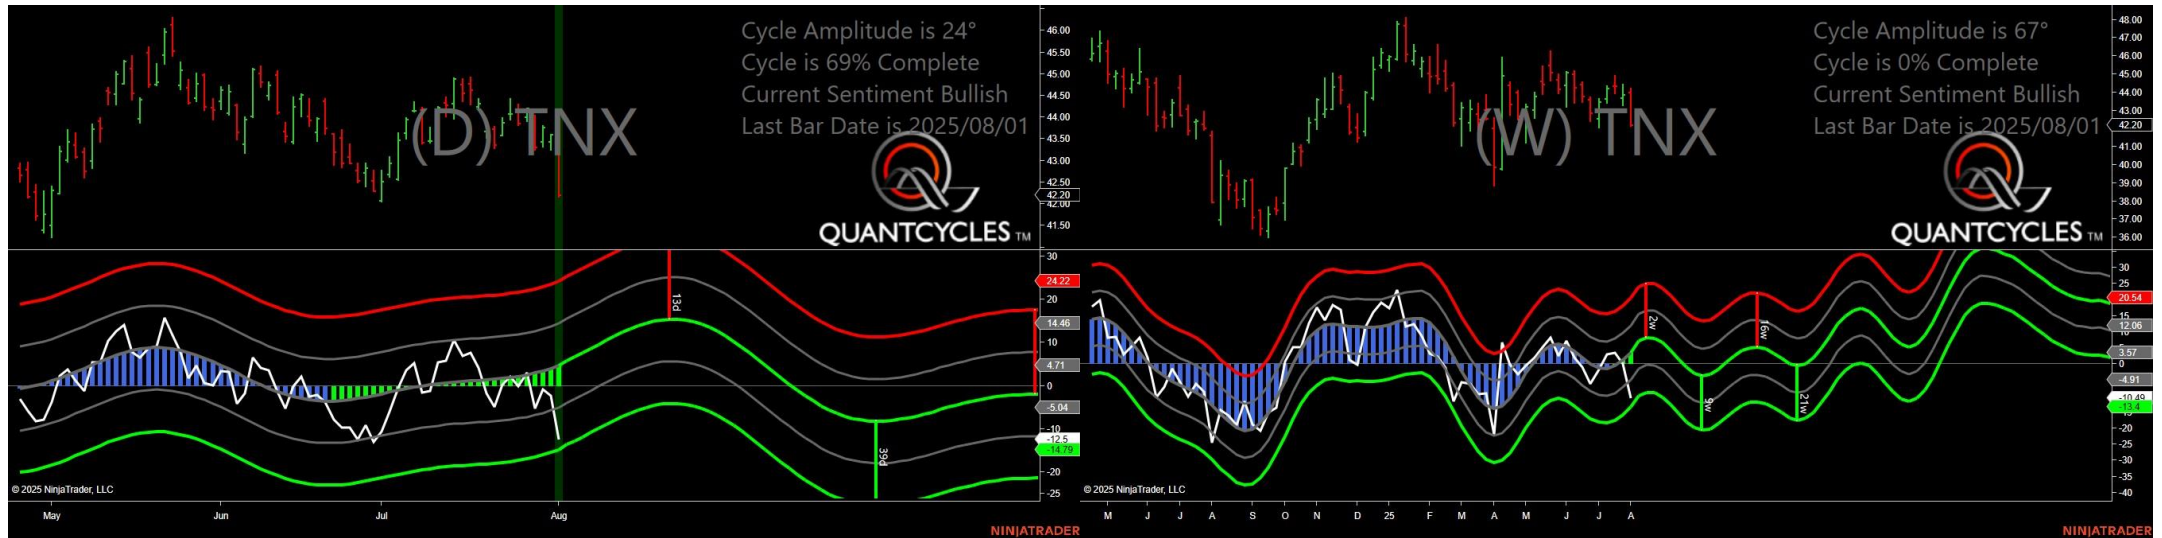 Cycle Amplitude is 24°
Cycle is 69% Complete
Current Sentiment Bullish
Last Bar Date is 2025/08/01
(D) TNX
QUANTCYCLES TM
46.00
45.50
45.00
44.50
44.00
43.50
43.00
42.50
42.20
42.00
41.50
30
24.22
20
14.46
10
4.71
0
-5.04
-10
-12.5
-14.79
-20
-25
13d
39d
© 2025 NinjaTrader, LLC
May Jun Jul Aug
NINJATRADER
Cycle Amplitude is 67°
Cycle is 0% Complete
Current Sentiment Bullish
Last Bar Date is 2025/08/01
(W) TNX
QUANTCYCLES TM
48.00
47.00
46.00
45.00
44.00
43.00
42.20
41.00
40.00
39.00
38.00
37.00
36.00
30
25
20.54
15
12.06
3.57
0
-4.91
-10.49
-13.4
-20
-25
-30
-35
-40
2w
9w
16w
21w
© 2025 NinjaTrader, LLC
M J J A S O N D 25 F M A M J J A
NINJATRADER